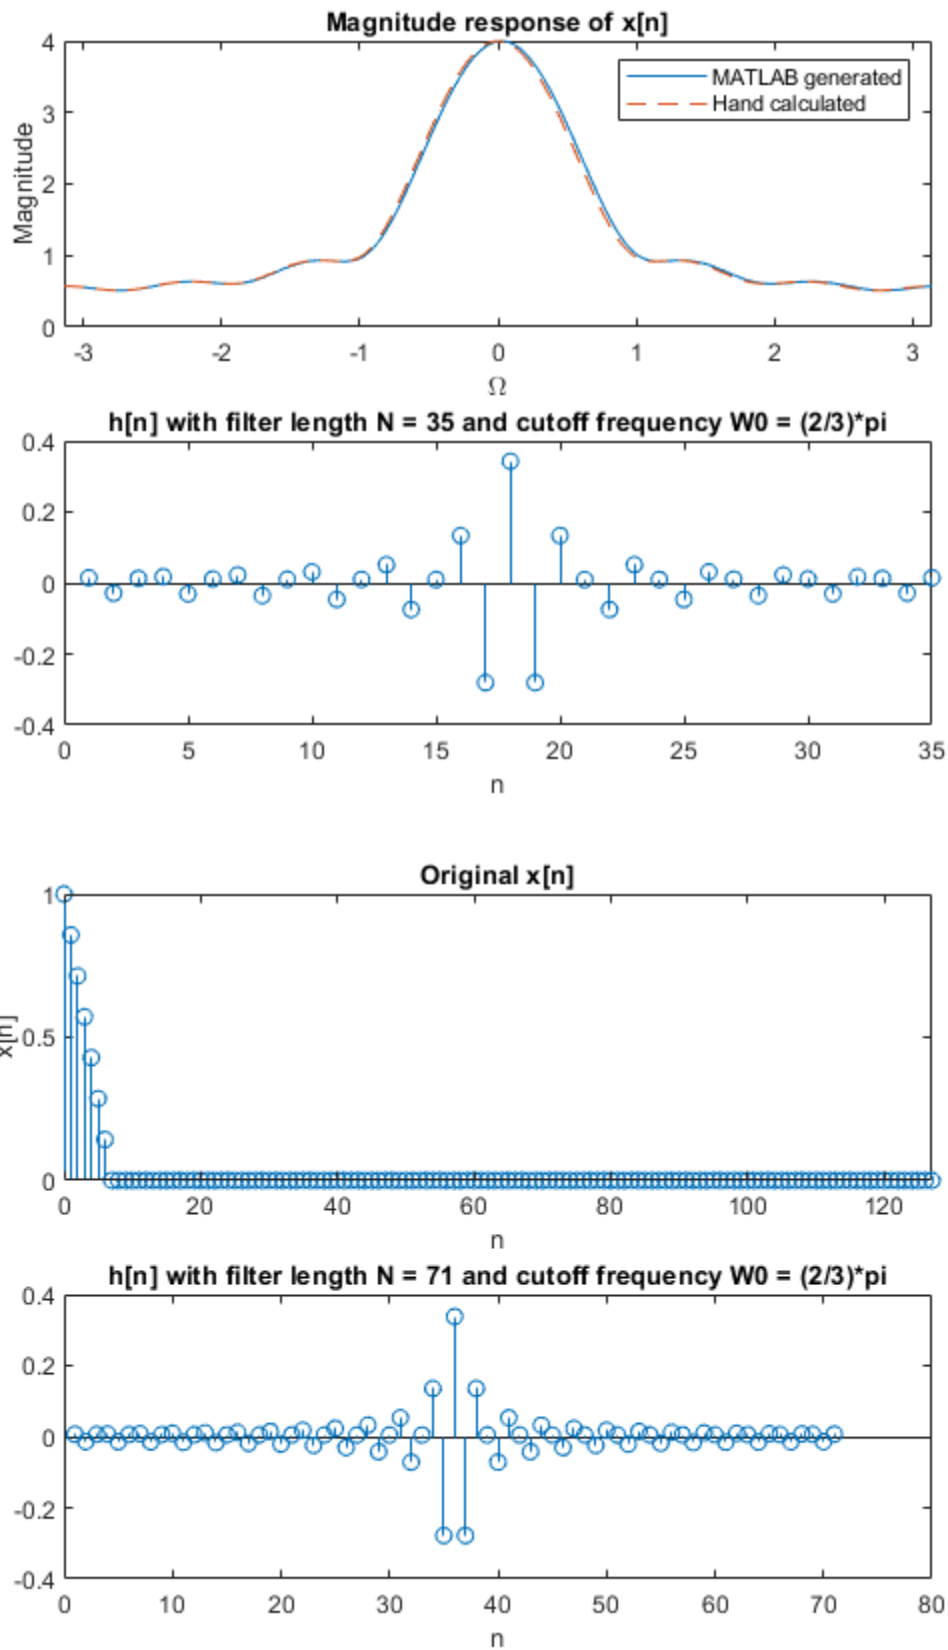 Magnitude response of x[n]
4
3
2
1
0
Magnitude
MATLAB generated
Hand calculated
-3 -2 -1 0 1 2 3
Ω
h[n] with filter length N = 35 and cutoff frequency W0 = (2/3)*pi
0.4
0.2
0
-0.2
-0.4
0 5 10 15 20 25 30 35
n
Original x[n]
1
0.5
0
x[n]
0 20 40 60 80 100 120
n
h[n] with filter length N = 71 and cutoff frequency W0 = (2/3)*pi
0.4
0.2
0
-0.2
-0.4
0 10 20 30 40 50 60 70 80
n